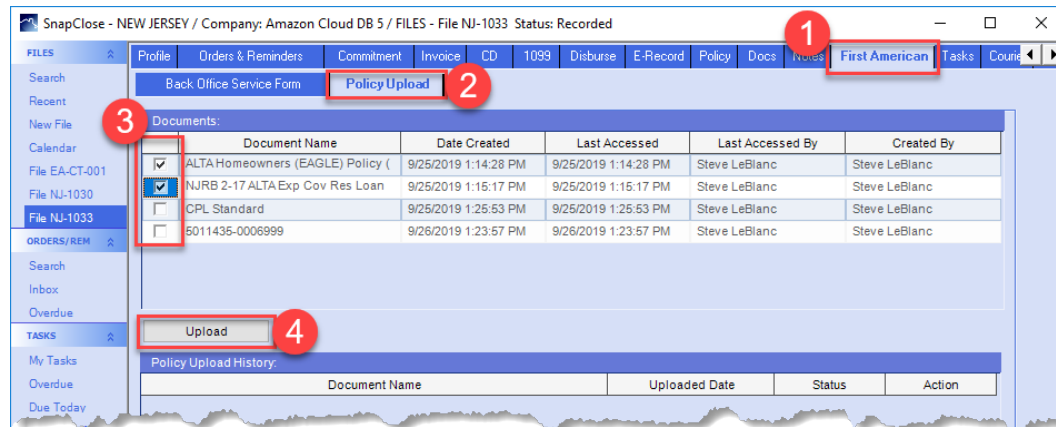 SnapClose - NEW JERSEY / Company: Amazon Cloud DB 5 / FILES - File NJ-1033 Status: Recorded
FILES
Search
Recent
New File
Calendar
File EA-CT-001
File NJ-1030
File NJ-1033
ORDERS/REM
Search
Inbox
Overdue
TASKS
My Tasks
Overdue
Due Today
Profile Orders & Reminders Commitment Invoice CD 1099 Disburse E-Record Policy Docs Notes First American Tasks Courie
1
Back Office Service Form Policy Upload
2
3
Documents:
Document Name Date Created Last Accessed Last Accessed By Created By
ALTA Homeowners (EAGLE) Policy ( 9/25/2019 1:14:28 PM 9/25/2019 1:14:28 PM Steve LeBlanc Steve LeBlanc
NJRB 2-17 ALTA Exp Cov Res Loan 9/25/2019 1:15:17 PM 9/25/2019 1:15:17 PM Steve LeBlanc Steve LeBlanc
CPL Standard 9/25/2019 1:25:53 PM 9/25/2019 1:25:53 PM Steve LeBlanc Steve LeBlanc
5011435-0006999 9/26/2019 1:23:57 PM 9/26/2019 1:23:57 PM Steve LeBlanc Steve LeBlanc
Upload
4
Policy Upload History:
Document Name Uploaded Date Status Action